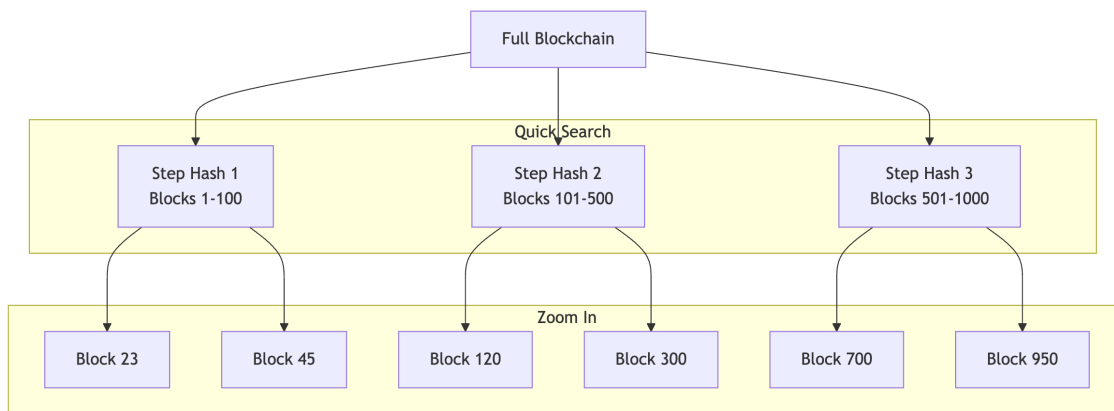 Full Blockchain
Quick Search
Step Hash 1
Blocks 1-100
Step Hash 2
Blocks 101-500
Step Hash 3
Blocks 501-1000
Zoom In
Block 23
Block 45
Block 120
Block 300
Block 700
Block 950